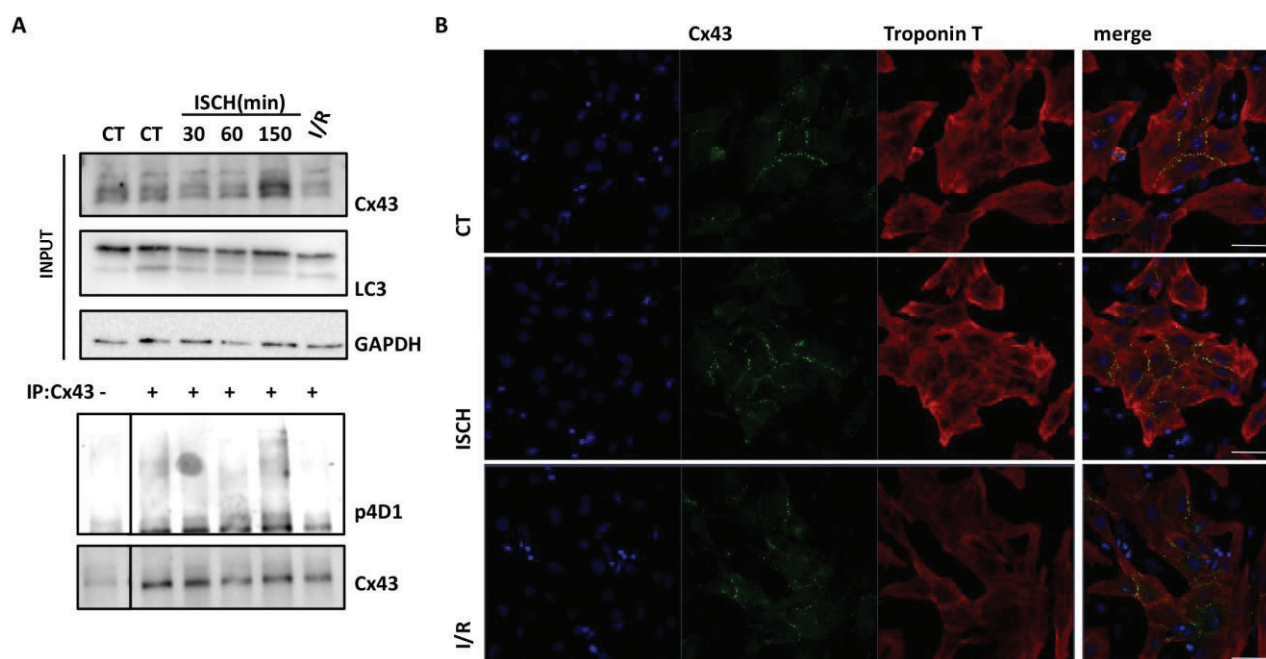 A
ISCH(min)
CT CT 30 60 150 I/R
INPUT
Cx43
LC3
GAPDH
IP:Cx43 - + + + + +
p4D1
Cx43
B
Cx43 Troponin T merge
CT
ISCH
I/R